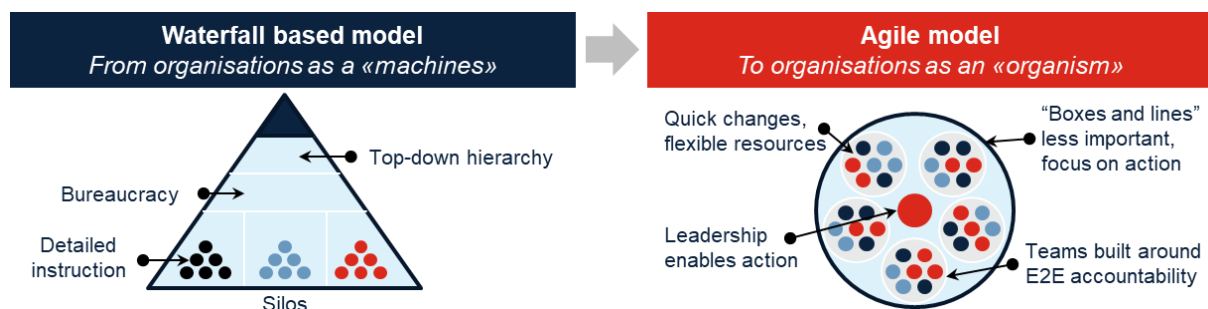 Waterfall based model
From organisations as a «machines»
Agile model
To organisations as an «organism»
Top-down hierarchy
Bureaucracy
Detailed
instruction
Silos
Quick changes,
flexible resources
“Boxes and lines”
less important,
focus on action
Leadership
enables action
Teams built around
E2E accountability